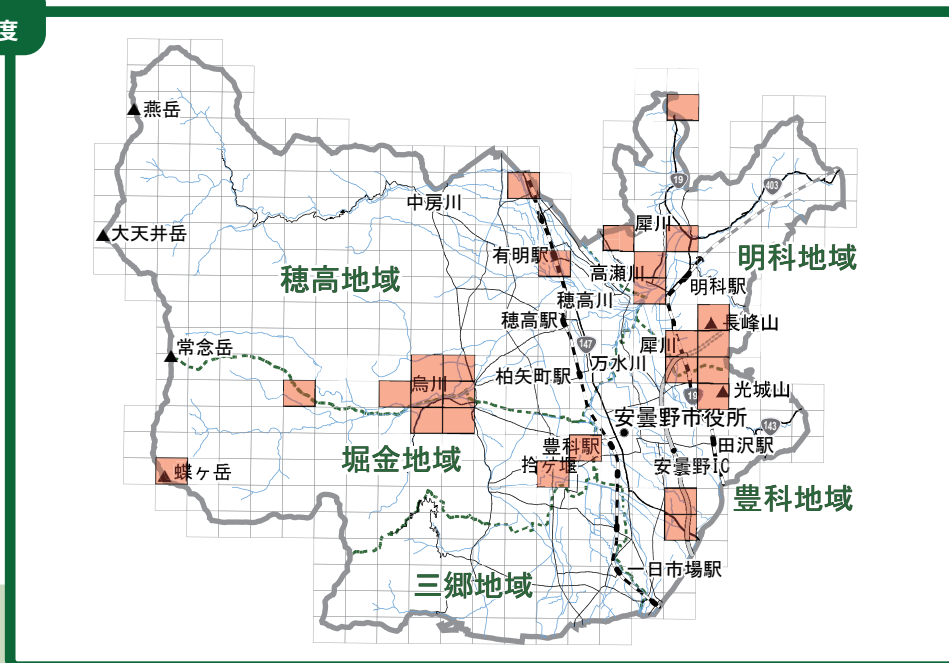 度
燕岳
大天井岳
中房川
19
403
犀川
有明駅
高瀬川
明科地域
穂高地域
明科駅
穂高川
穂高駅
長峰山
147
犀川
常念岳
万水川
柏矢町駅
烏川
光城山
19
安曇野市役所
143
豊科駅
田沢駅
堀金地域
拾ヶ堰
安曇野IC
蝶ヶ岳
豊科地域
一日市場駅
三郷地域